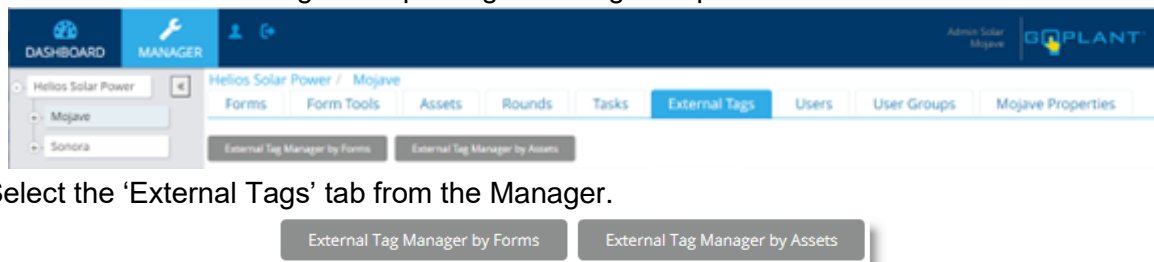 DASHBOARD MANAGER
Admin Solar
Mojave
GOPLANT
Helios Solar Power
Mojave
Sonora
Helios Solar Power / Mojave
Forms Form Tools Assets Rounds Tasks External Tags Users User Groups Mojave Properties
External Tag Manager by Forms External Tag Manager by Assets
Select the ‘External Tags’ tab from the Manager.
External Tag Manager by Forms External Tag Manager by Assets